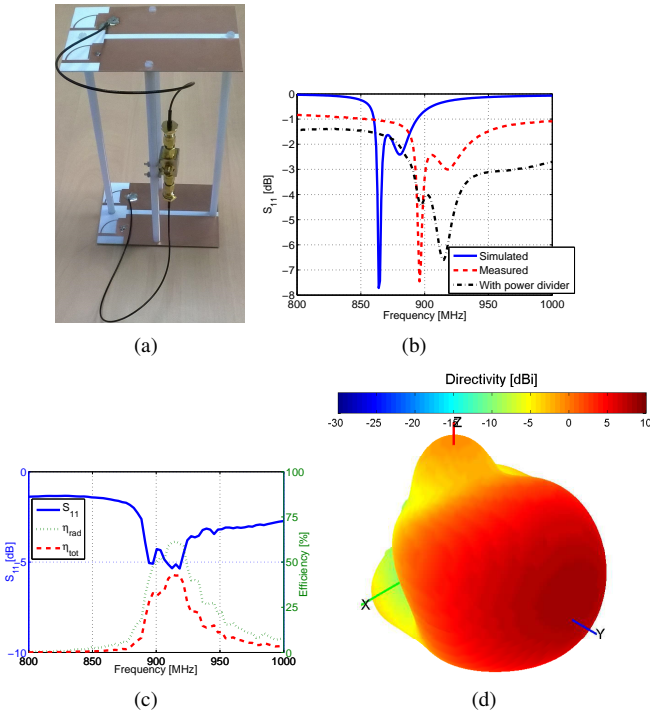 (a)
0
−1
−2
−3
−4
−5
−6
−7
−8
S11 [dB]
800 850 900 950 1000
Frequency [MHz]
Simulated
Measured
With power divider
(b)
0
−5
−10
S11 [dB]
100
75
50
25
0
Efficiency [%]
800 850 900 950 1000
Frequency [MHz]
S11
ηrad
ηtot
(c)
Directivity [dBi]
-30 -25 -20 -15 -10 -5 0 5 10
Z
X
Y
(d)